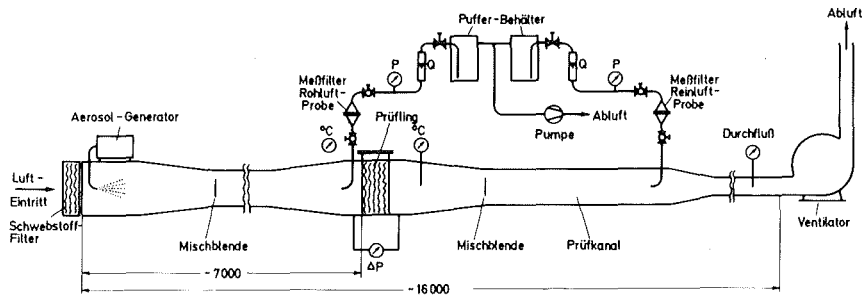 Abluft
Puffer-Behälter
P
Q
Q
P
Meßfilter
Rohluft-
Probe
Meßfilter
Reinluft-
Probe
Abluft
Pumpe
Aerosol-Generator
°C
Prüfling
°C
Durchfluß
Luft-
Eintritt
Schwebstoff-
Filter
Mischblende
Mischblende
Prüfkanal
Ventilator
ΔP
~7000
~16000